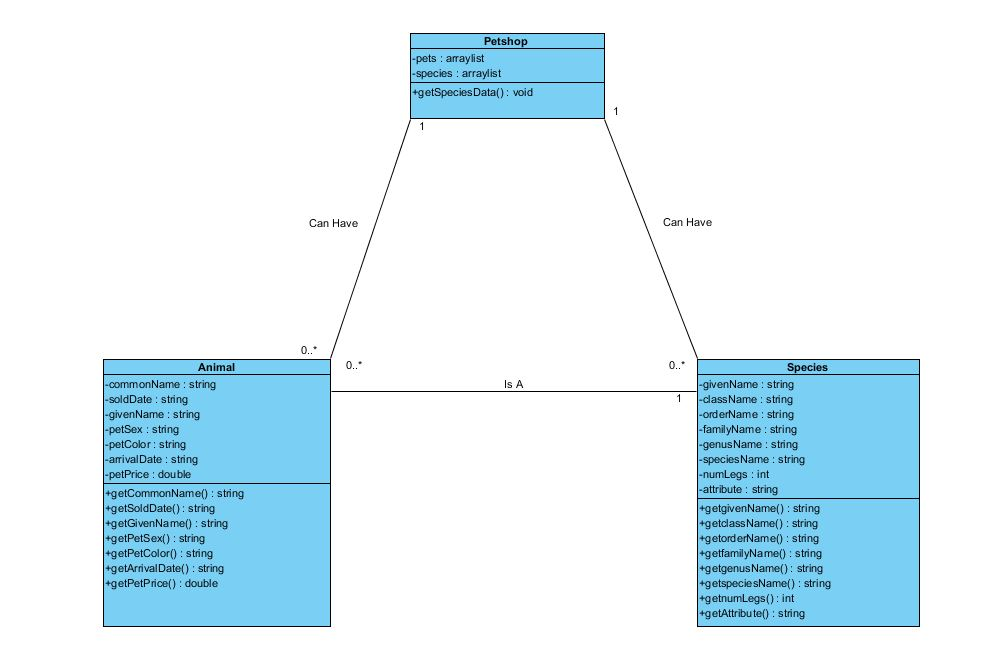 Petshop
-pets : arraylist
-species : arraylist
+getSpeciesData() : void
1
1
Can Have
Can Have
0..*
0..*
0..*
Is A
1
Animal
-commonName : string
-soldDate : string
-givenName : string
-petSex : string
-petColor : string
-arrivalDate : string
-petPrice : double
+getCommonName() : string
+getSoldDate() : string
+getGivenName() : string
+getPetSex() : string
+getPetColor() : string
+getArrivalDate() : string
+getPetPrice() : double
Species
-givenName : string
-className : string
-orderName : string
-familyName : string
-genusName : string
-speciesName : string
-numLegs : int
-attribute : string
+getgivenName() : string
+getclassName() : string
+getorderName() : string
+getfamilyName() : string
+getgenusName() : string
+getspeciesName() : string
+getnumLegs() : int
+getAttribute() : string